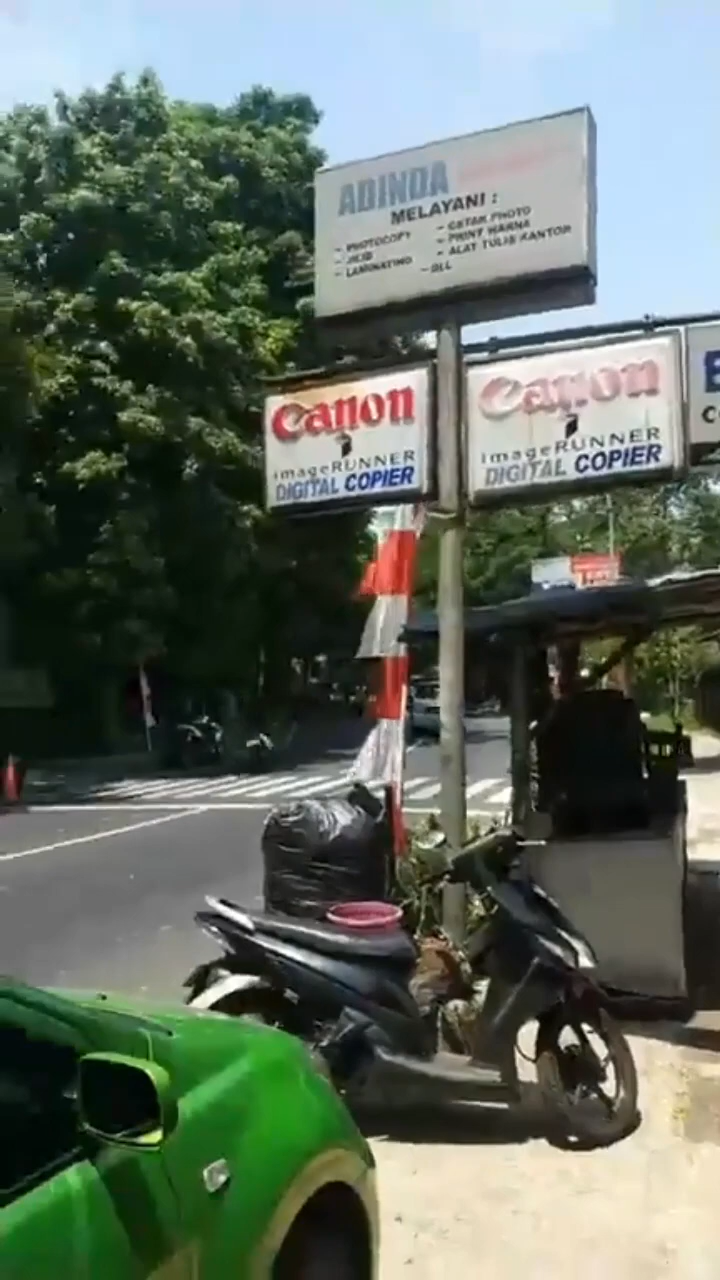 ADINDA
MELAYANI :
- PHOTOCOPY
- JILID
- LAMINATING
- CETAK PHOTO
- PRINT WARNA
- ALAT TULIS KANTOR
- DLL
Canon
imageRUNNER
DIGITAL COPIER
Canon
imageRUNNER
DIGITAL COPIER